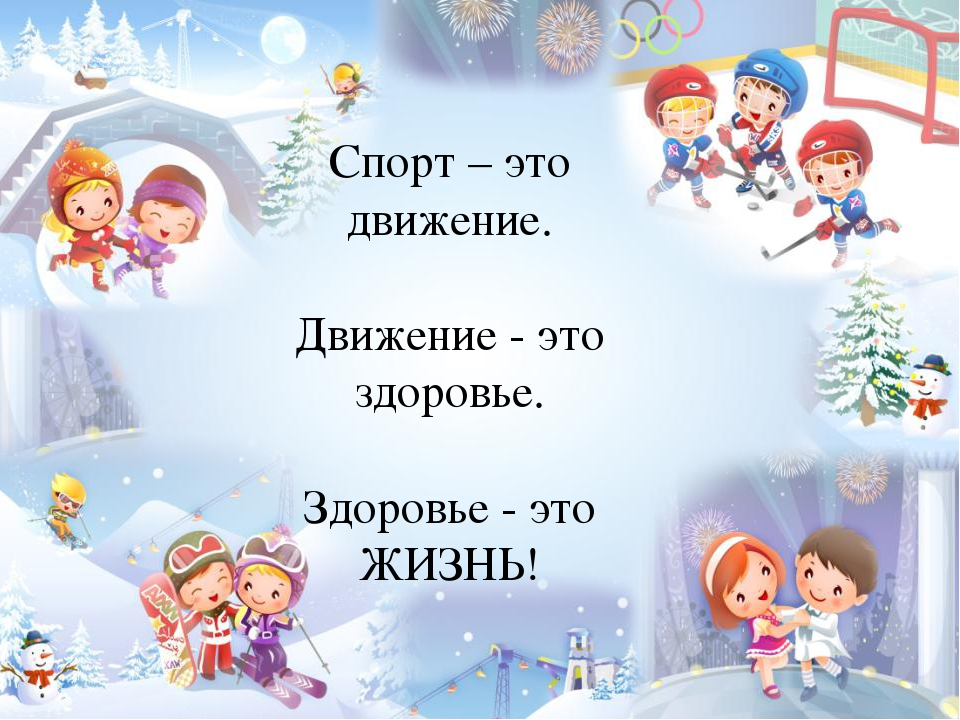 Спорт – это
движение.
Движение - это
здоровье.
Здоровье - это
ЖИЗНЬ!